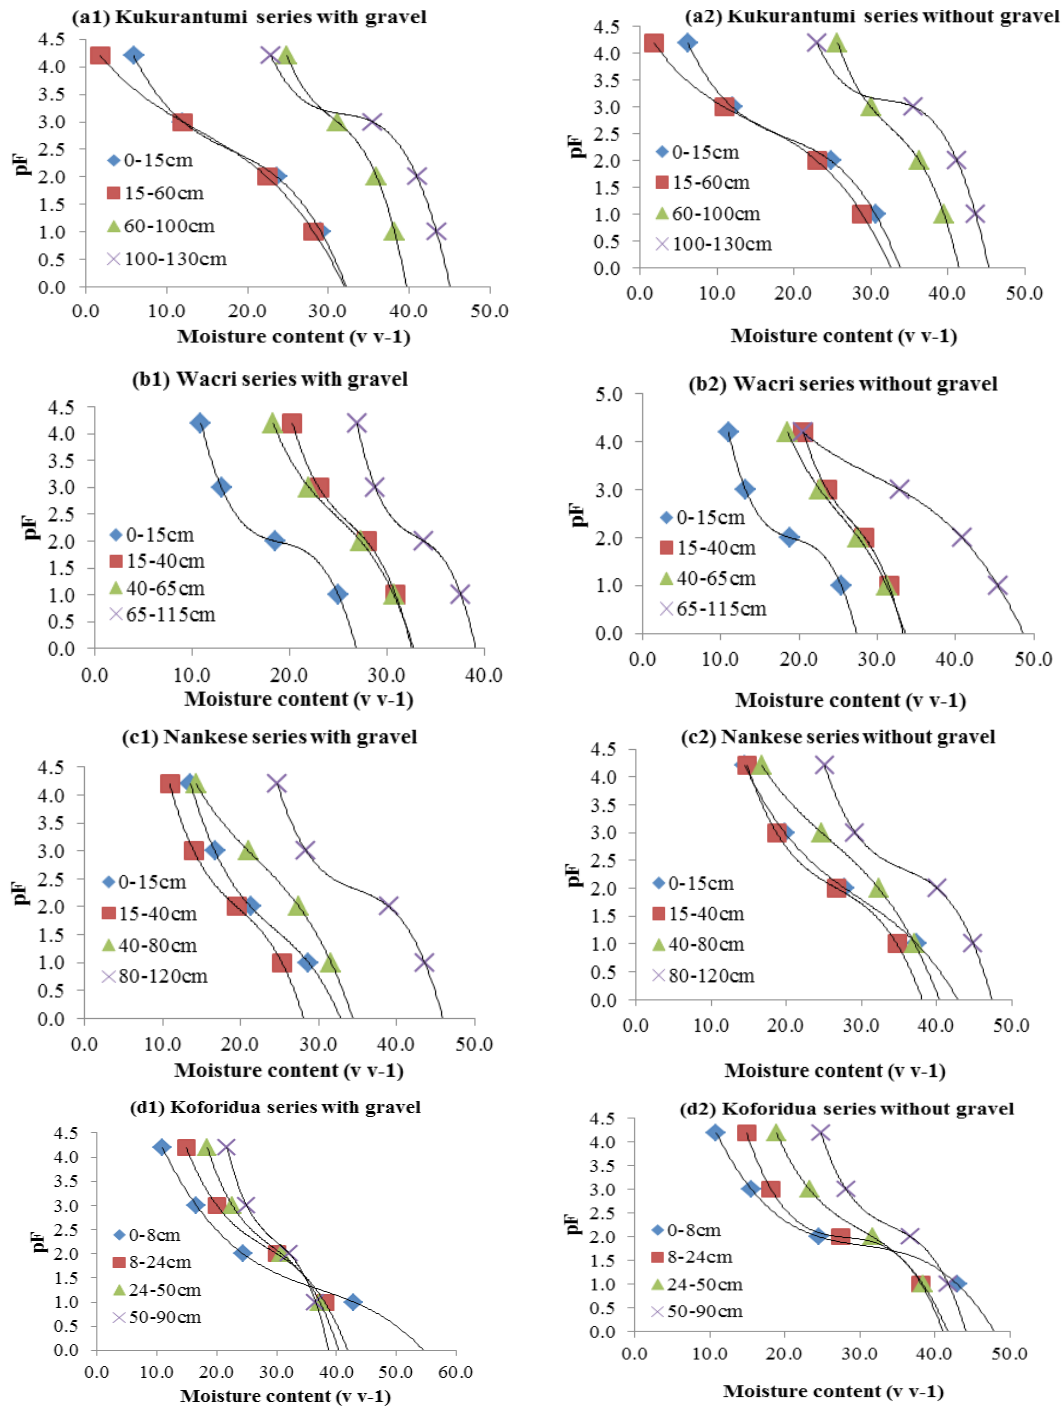 (a1) Kukurantumi series with gravel
pF
4.5
4.0
3.5
3.0
2.5
2.0
1.5
1.0
0.5
0.0
0-15cm
15-60cm
60-100cm
100-130cm
0.0 10.0 20.0 30.0 40.0 50.0
Moisture content (v v-1)
(a2) Kukurantumi series without gravel
pF
4.5
4.0
3.5
3.0
2.5
2.0
1.5
1.0
0.5
0.0
0-15cm
15-60cm
60-100cm
100-130cm
0.0 10.0 20.0 30.0 40.0 50.0
Moisture content (v v-1)
(b1) Wacri series with gravel
pF
4.5
4.0
3.5
3.0
2.5
2.0
1.5
1.0
0.5
0.0
0-15cm
15-40cm
40-65cm
65-115cm
0.0 10.0 20.0 30.0 40.0
Moisture content (v v-1)
(b2) Wacri series without gravel
pF
5.0
4.0
3.0
2.0
1.0
0.0
0-15cm
15-40cm
40-65cm
65-115cm
0.0 10.0 20.0 30.0 40.0 50.0
Moisture content (v v-1)
(c1) Nankese series with gravel
pF
4.5
4.0
3.5
3.0
2.5
2.0
1.5
1.0
0.5
0.0
0-15cm
15-40cm
40-80cm
80-120cm
0.0 10.0 20.0 30.0 40.0 50.0
Moisture content (v v-1)
(c2) Nankese series without gravel
pF
4.5
4.0
3.5
3.0
2.5
2.0
1.5
1.0
0.5
0.0
0-15cm
15-40cm
40-80cm
80-120cm
0.0 10.0 20.0 30.0 40.0 50.0
Moisture content (v v-1)
(d1) Koforidua series with gravel
pF
4.5
4.0
3.5
3.0
2.5
2.0
1.5
1.0
0.5
0.0
0-8cm
8-24cm
24-50cm
50-90cm
0.0 10.0 20.0 30.0 40.0 50.0 60.0
Moisture content (v v-1)
(d2) Koforidua series without gravel
pF
4.5
4.0
3.5
3.0
2.5
2.0
1.5
1.0
0.5
0.0
0-8cm
8-24cm
24-50cm
50-90cm
0.0 10.0 20.0 30.0 40.0 50.0
Moisture content (v v-1)